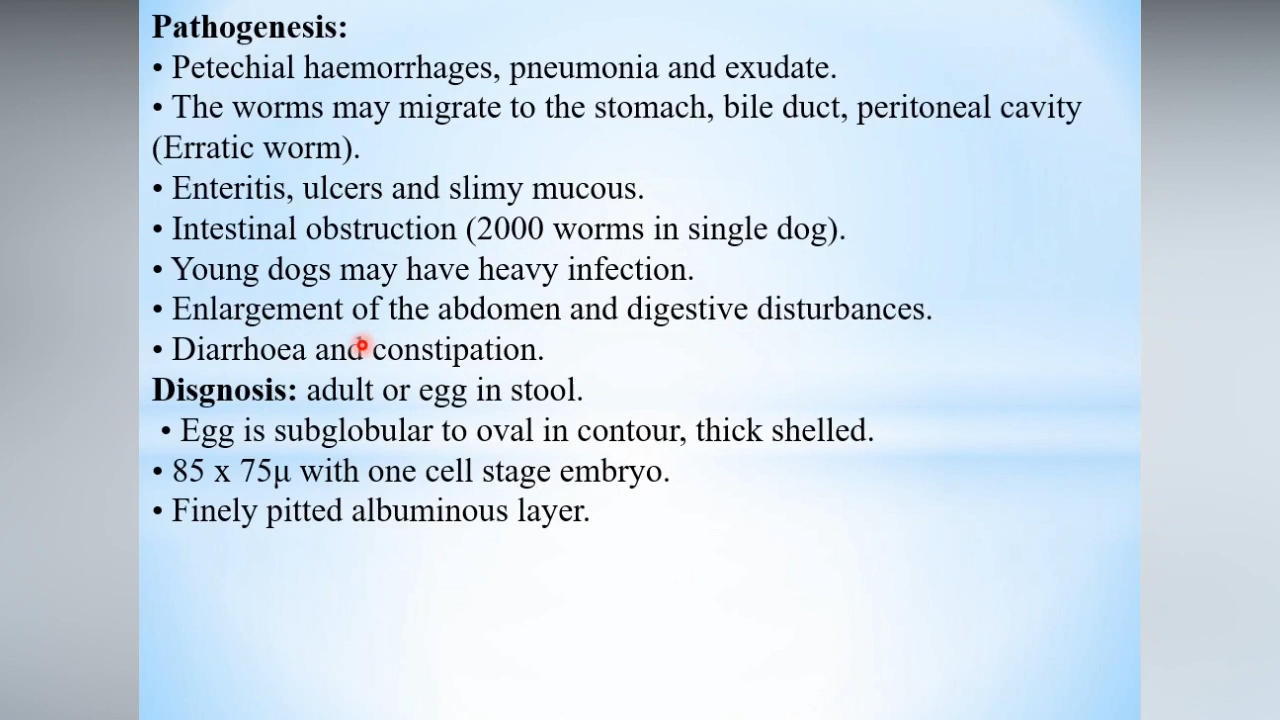 Pathogenesis:
• Petechial haemorrhages, pneumonia and exudate.
• The worms may migrate to the stomach, bile duct, peritoneal cavity
(Erratic worm).
• Enteritis, ulcers and slimy mucous.
• Intestinal obstruction (2000 worms in single dog).
• Young dogs may have heavy infection.
• Enlargement of the abdomen and digestive disturbances.
• Diarrhoea and constipation.
Disgnosis: adult or egg in stool.
• Egg is subglobular to oval in contour, thick shelled.
• 85 x 75µ with one cell stage embryo.
• Finely pitted albuminous layer.